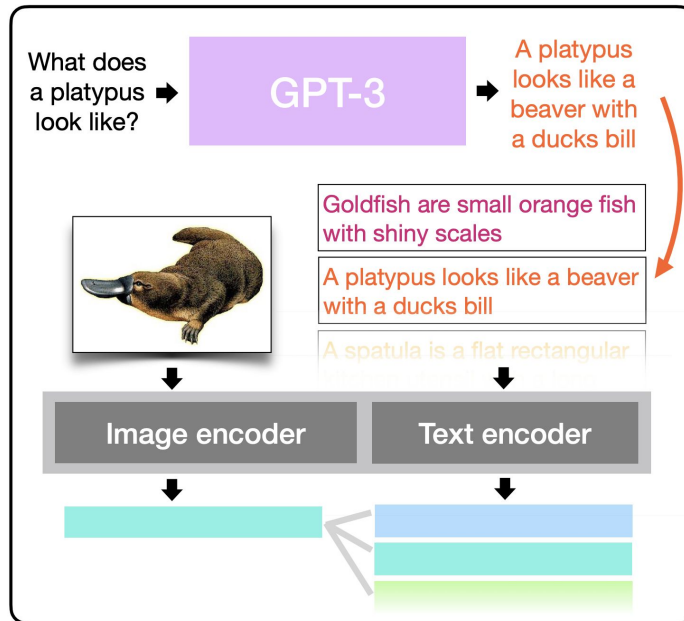 What does
a platypus
look like?
GPT-3
A platypus
looks like a
beaver with
a ducks bill
Goldfish are small orange fish
with shiny scales
A platypus looks like a beaver
with a ducks bill
A spatula is a flat rectangular
Image encoder
Text encoder